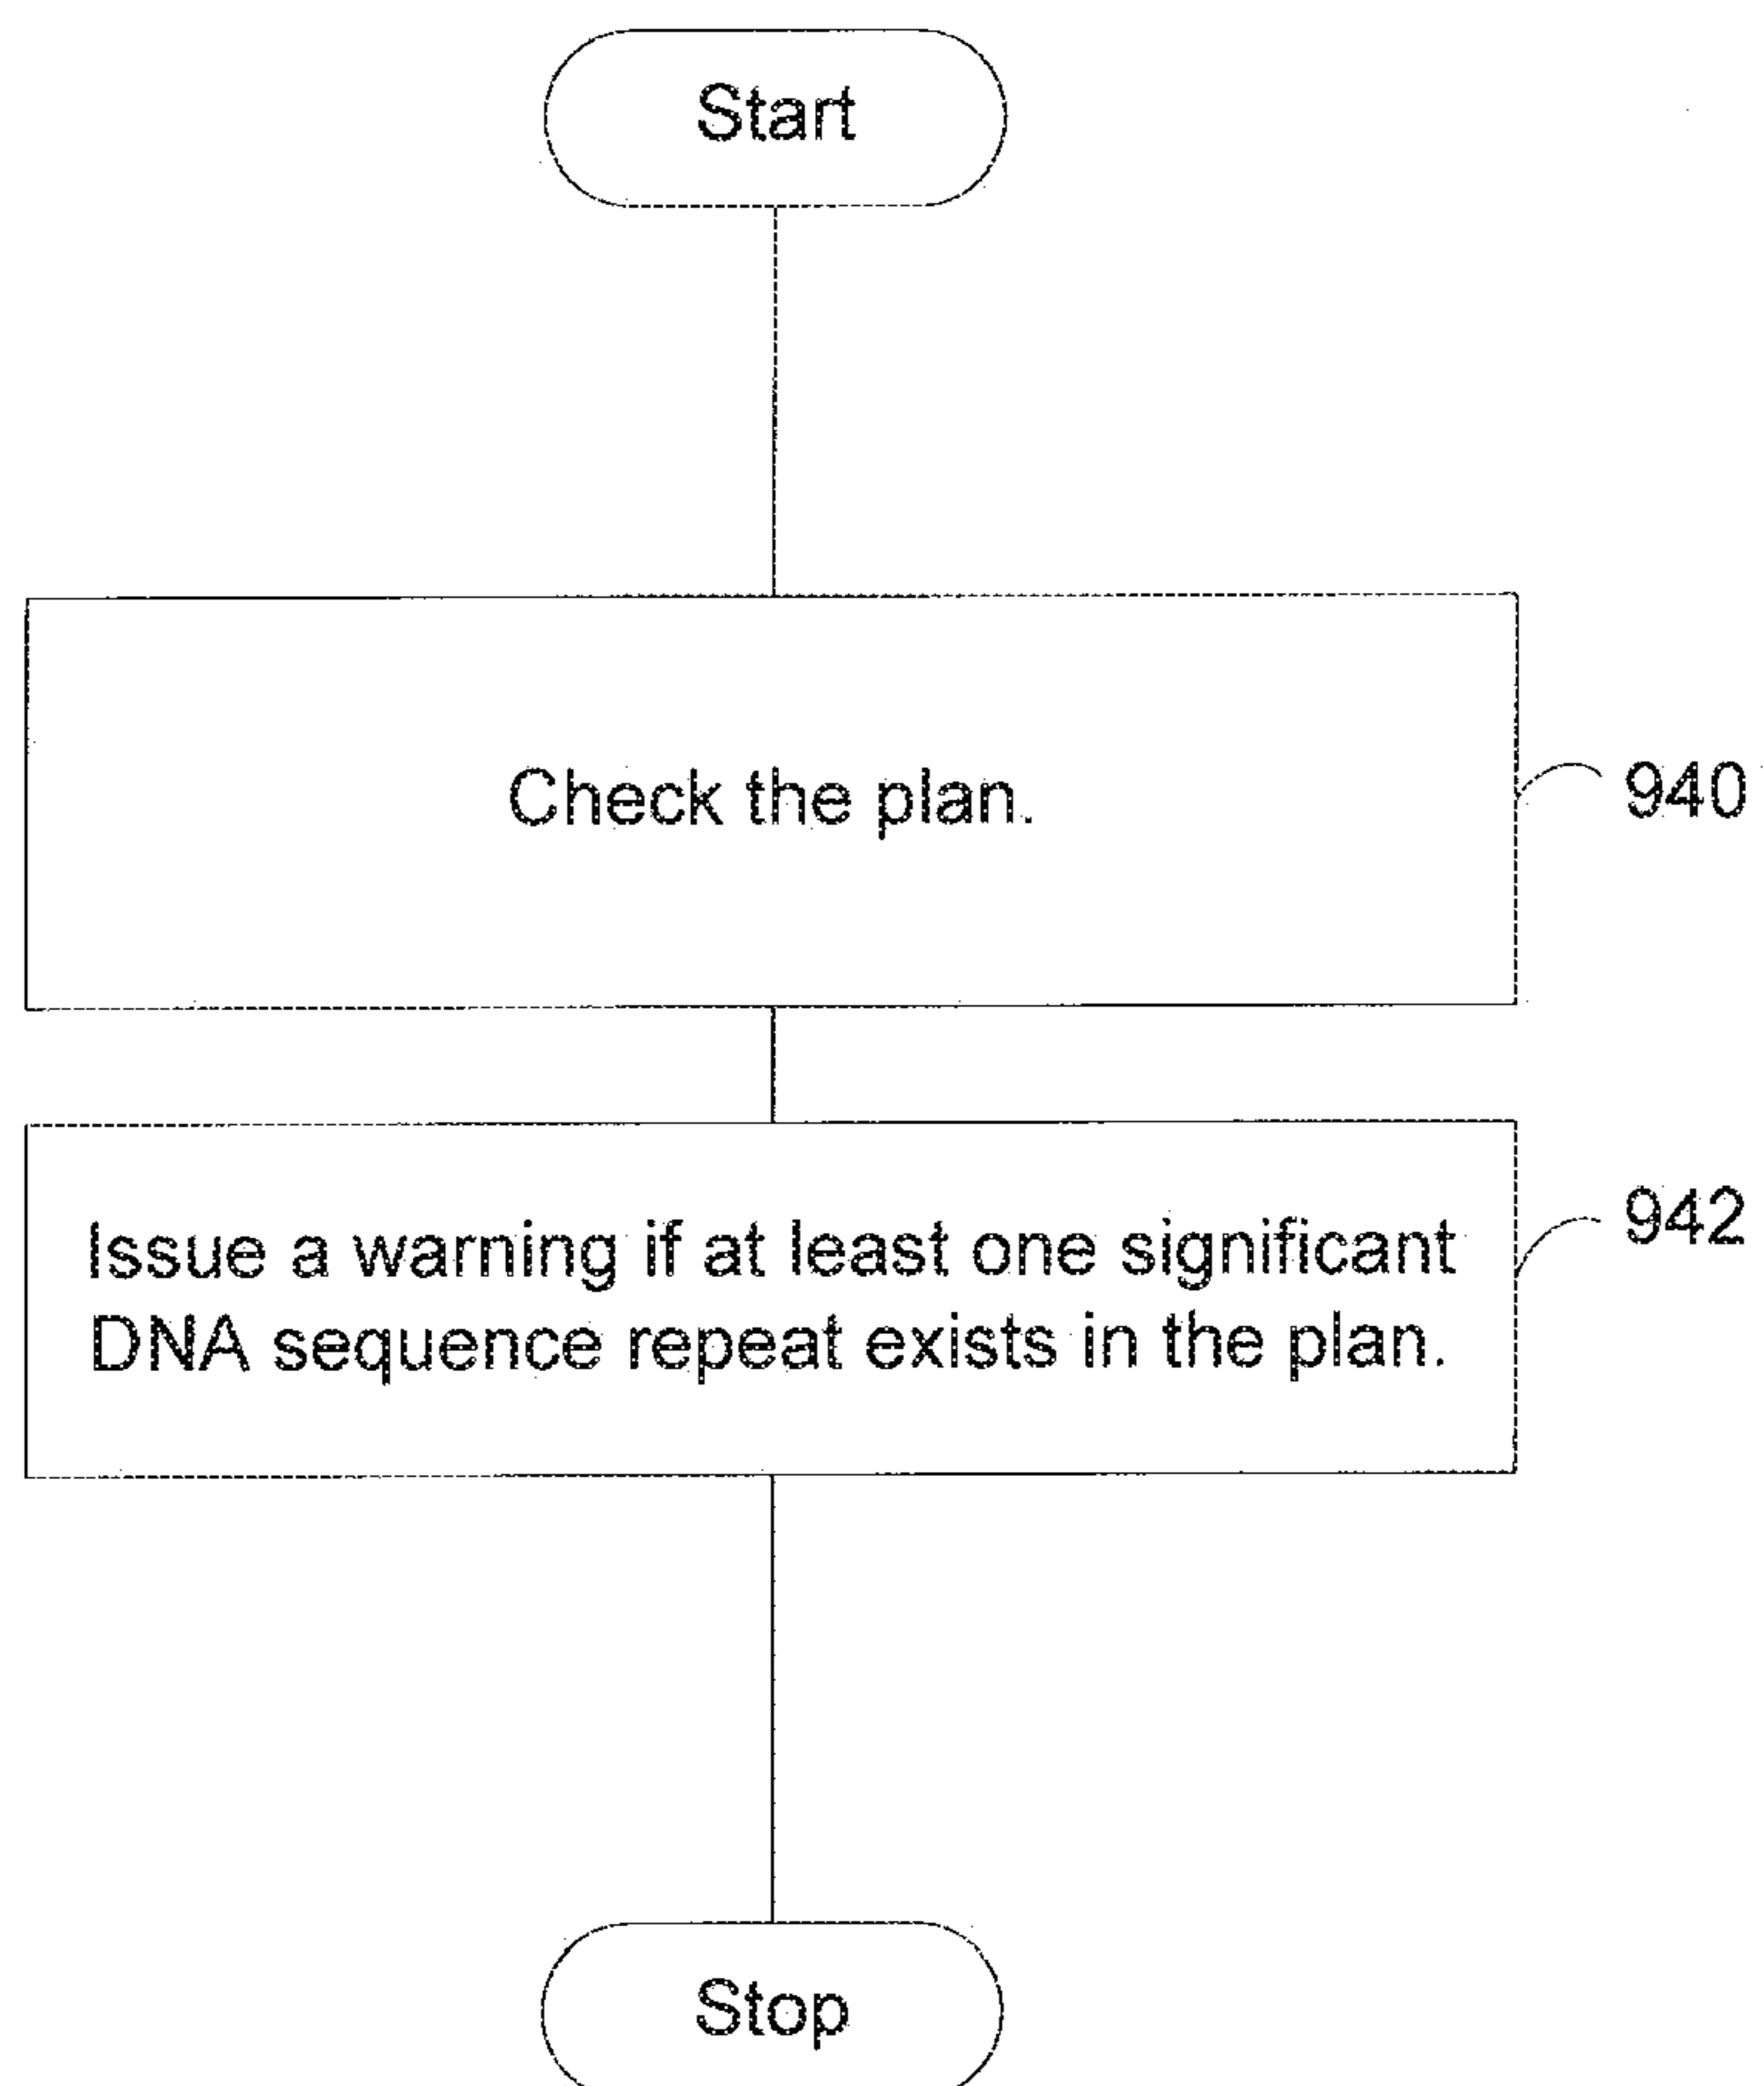 Start
Check the plan.
940
Issue a warning if at least one significant
DNA sequence repeat exists in the plan.
942
Stop